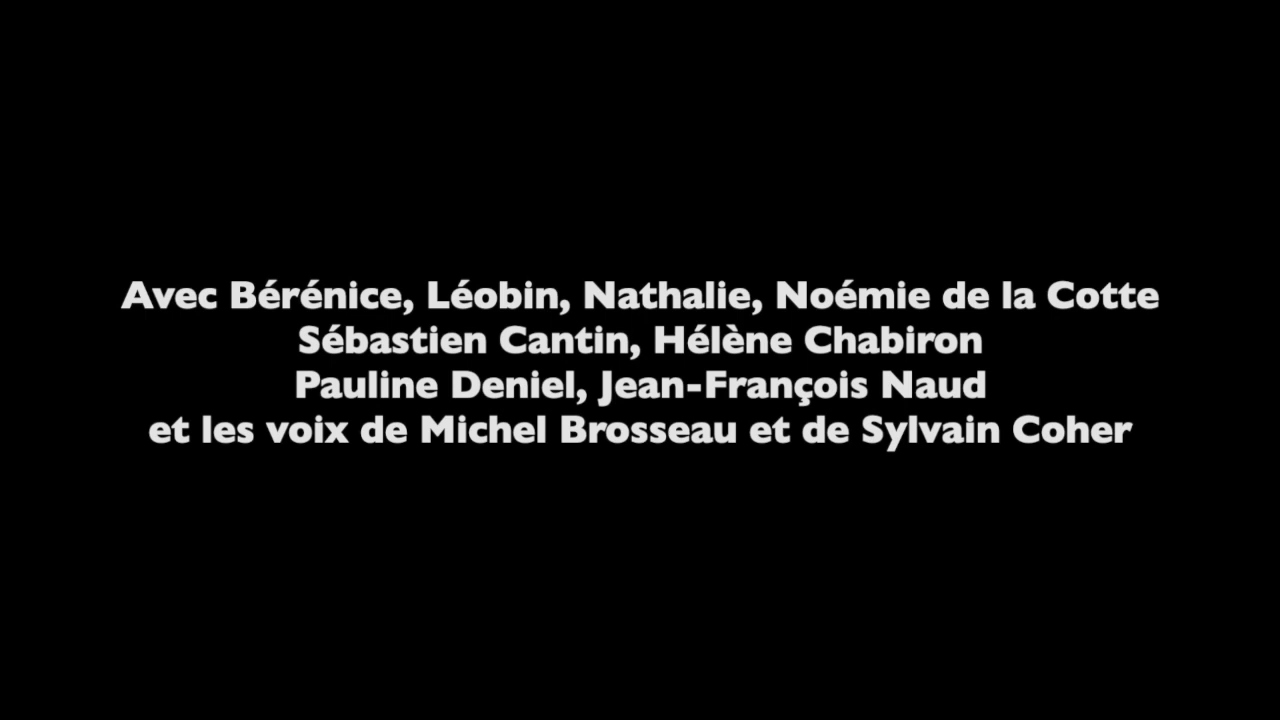 Avec Bérénice, Léobin, Nathalie, Noémie de la Cotte
Sébastien Cantin, Hélène Chabiron
Pauline Deniel, Jean-François Naud
et les voix de Michel Brosseau et de Sylvain Coher